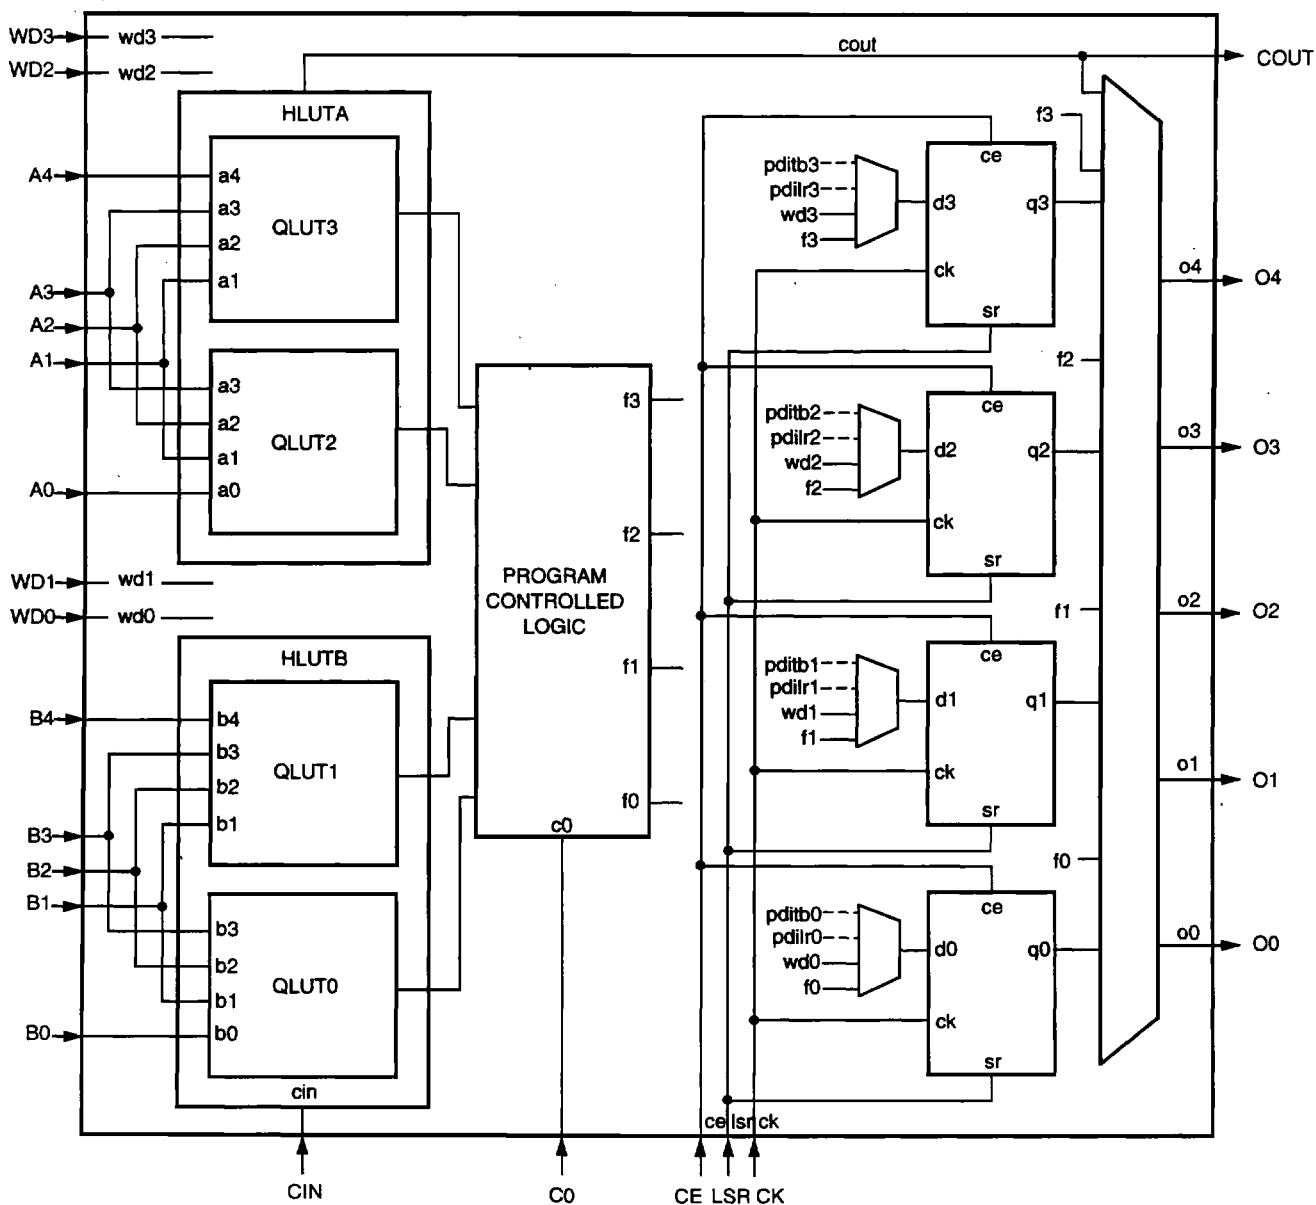 WD3 wd3
WD2 wd2
cout
COUT
HLUTA
A4
a4
a3
a2
a1
QLUT3
A3
A2
A1
a3
a2
a1
a0
QLUT2
A0
WD1 wd1
WD0 wd0
HLUTB
B4
b4
b3
b2
b1
QLUT1
B3
B2
B1
b3
b2
b1
b0
QLUT0
B0
cin
CIN
PROGRAM
CONTROLLED
LOGIC
f3
f2
f1
f0
c0
C0
pditb3
pdilr3
wd3
f3
ce
d3
q3
ck
sr
pditb2
pdilr2
wd2
f2
ce
d2
q2
ck
sr
pditb1
pdilr1
wd1
f1
ce
d1
q1
ck
sr
pditb0
pdilr0
wd0
f0
ce
d0
q0
ck
sr
ce lsr ck
CE LSR CK
f3
f2
f1
f0
o4 O4
o3 O3
o2 O2
o1 O1
o0 O0